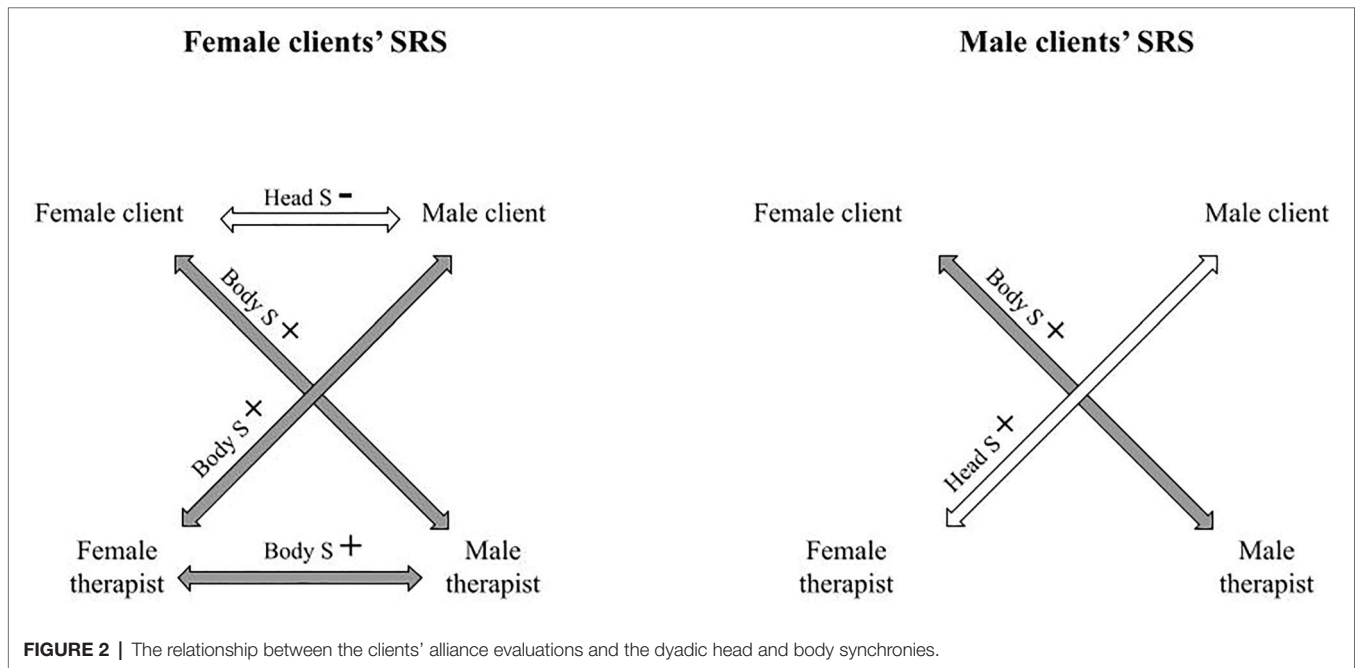 Female clients’ SRS
Male clients’ SRS
Head S -
Female client
Male client
Body S +
Body S +
Female
therapist
Body S +
Male
therapist
Female client
Male client
Body S +
Head S +
Female
therapist
Male
therapist
FIGURE 2 | The relationship between the clients’ alliance evaluations and the dyadic head and body synchronies.